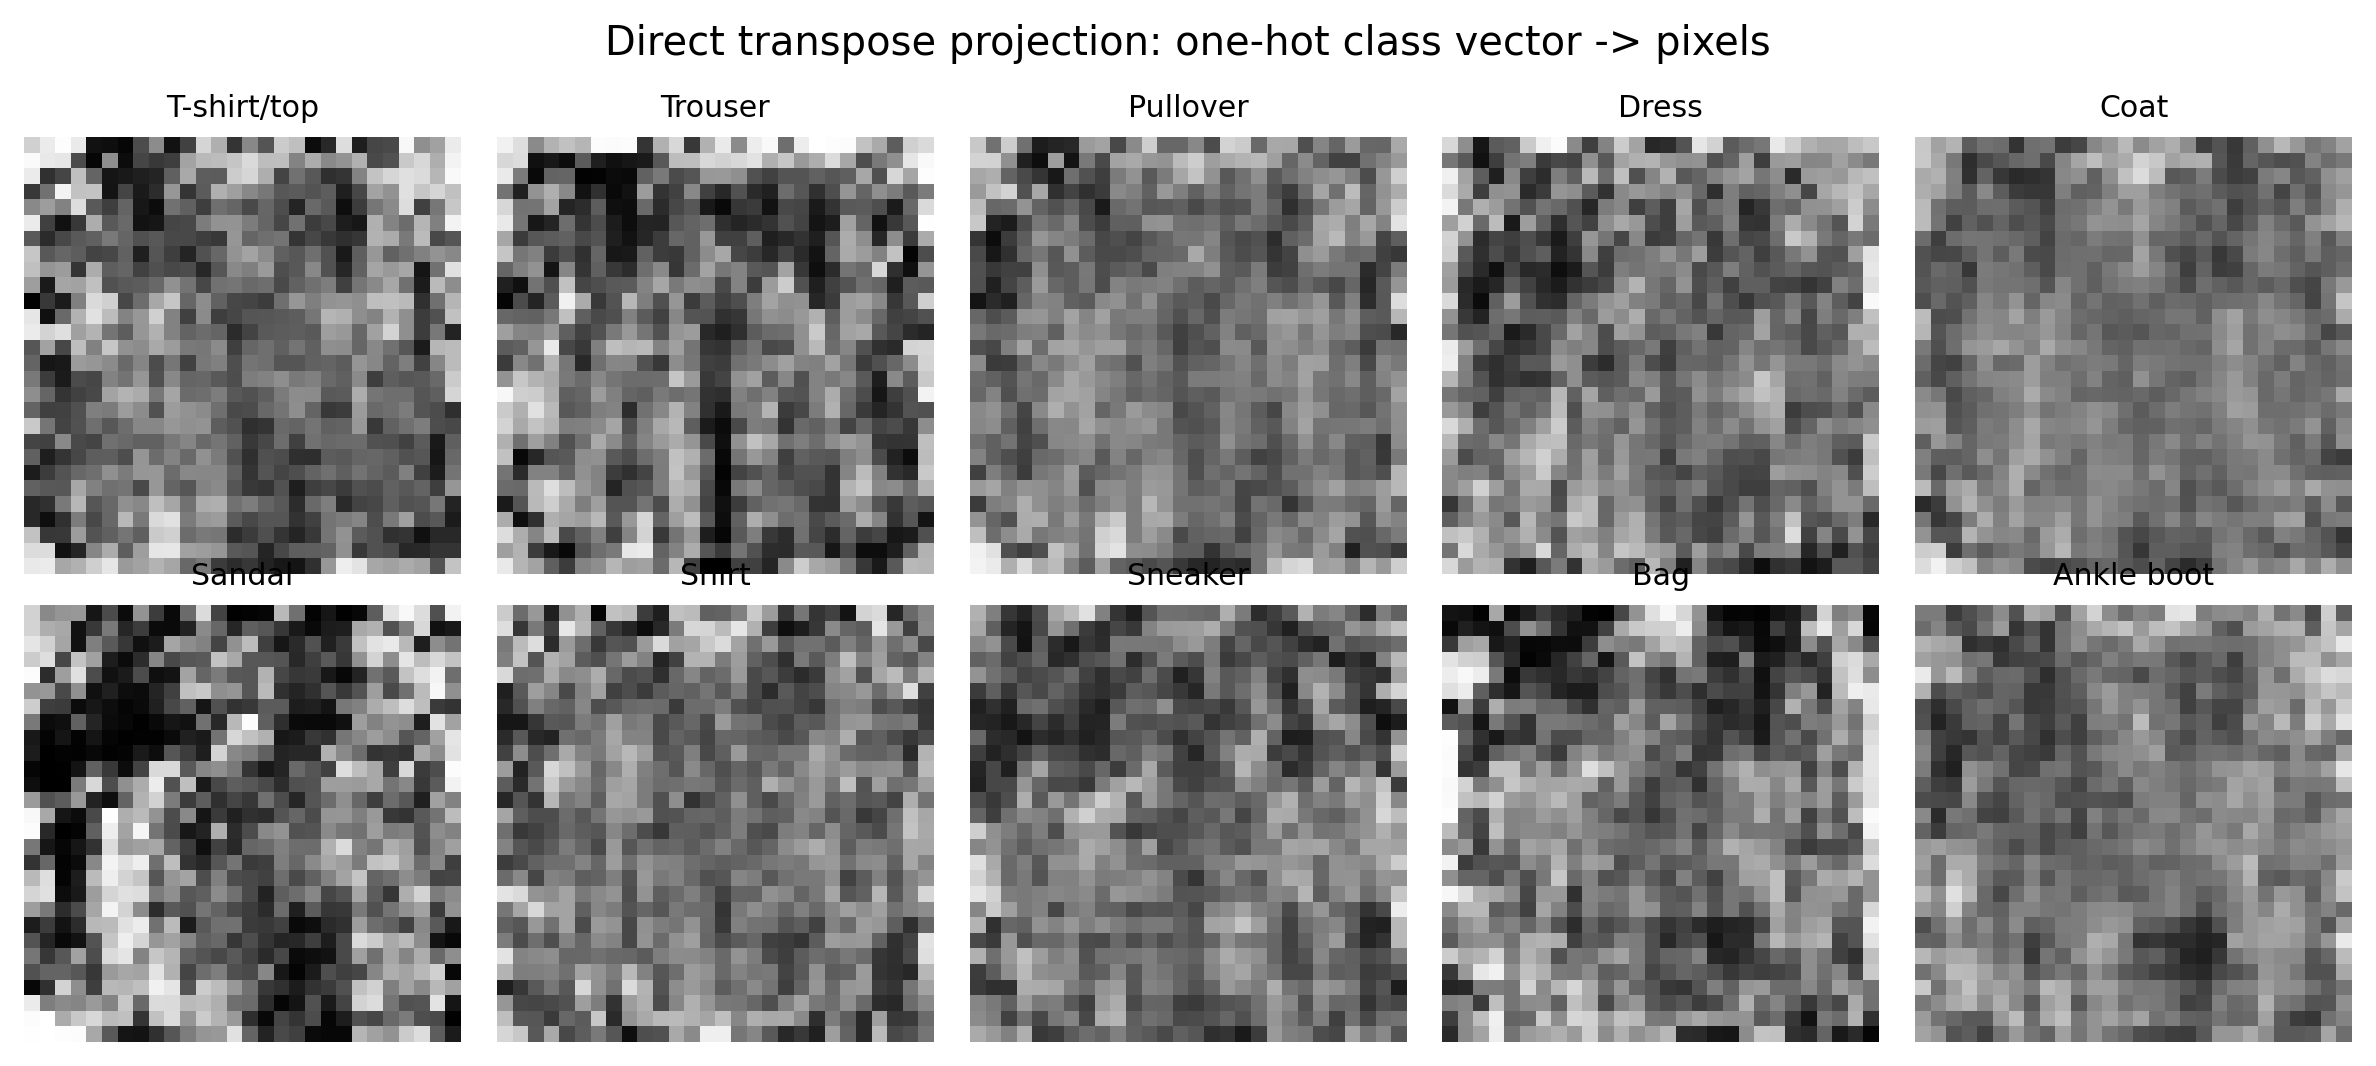 Direct transpose projection: one-hot class vector -> pixels
T-shirt/top Trouser Pullover Dress Coat
Sandal Shirt Sneaker Bag Ankle boot